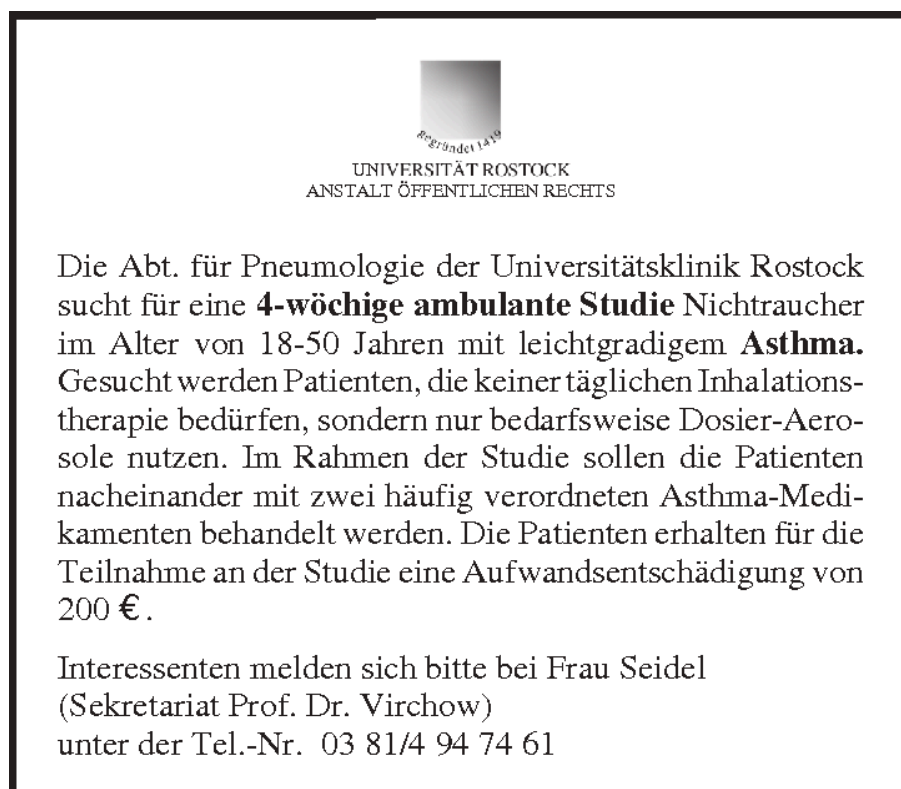 gegründet 1419
UNIVERSITÄT ROSTOCK
ANSTALT ÖFFENTLICHEN RECHTS
Die Abt. für Pneumologie der Universitätsklinik Rostock
sucht für eine 4-wöchige ambulante Studie Nichtraucher
im Alter von 18-50 Jahren mit leichtgradigem Asthma.
Gesucht werden Patienten, die keiner täglichen Inhalations-
therapie bedürfen, sondern nur bedarfsweise Dosier-Aero-
sole nutzen. Im Rahmen der Studie sollen die Patienten
nacheinander mit zwei häufig verordneten Asthma-Medi-
kamenten behandelt werden. Die Patienten erhalten für die
Teilnahme an der Studie eine Aufwandsentschädigung von
200 €.
Interessenten melden sich bitte bei Frau Seidel
(Sekretariat Prof. Dr. Virchow)
unter der Tel.-Nr. 03 81/4 94 74 61